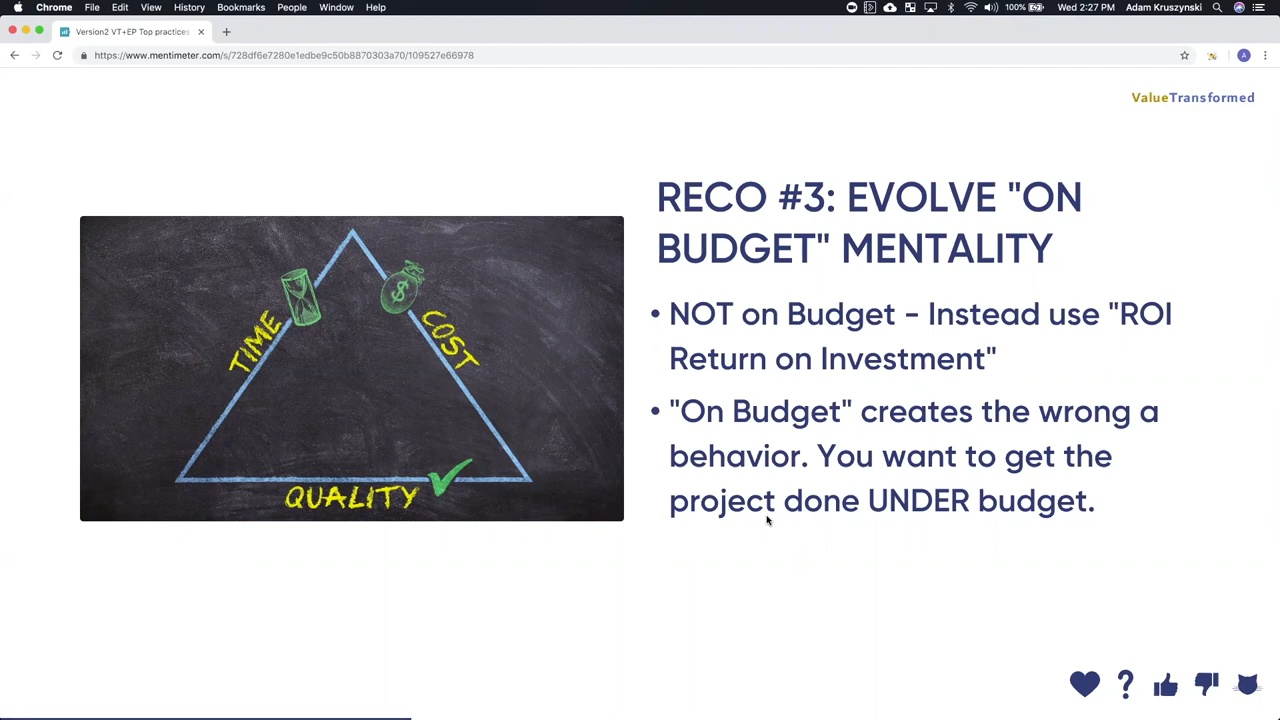 Chrome File Edit View History Bookmarks People Window Help 100% Wed 2:27 PM Adam Kruszynski
Version2 VT+EP Top practices
https://www.mentimeter.com/s/728df6e7280e1edbe9c50b8870303a70/109527e66978
A
ValueTransformed
RECO #3: EVOLVE "ON
BUDGET" MENTALITY
• NOT on Budget - Instead use "ROI
Return on Investment"
• "On Budget" creates the wrong a
behavior. You want to get the
project done UNDER budget.
TIME
COST
QUALITY